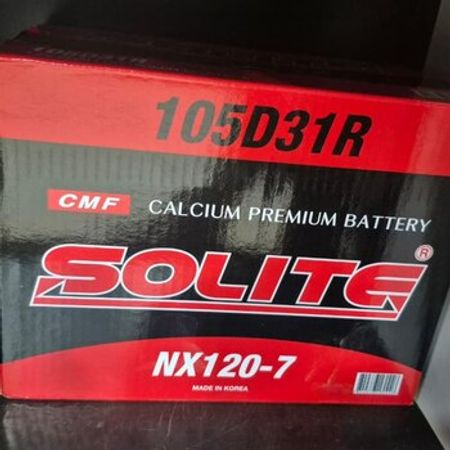 105D31R
CMF CALCIUM PREMIUM BATTERY
SOLITE ®
NX120-7
MADE IN KOREA